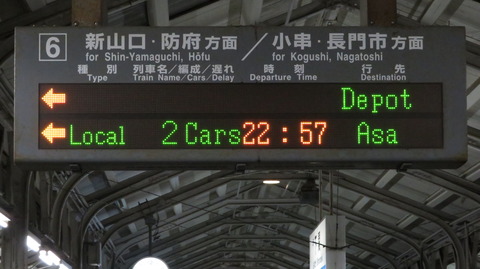 6 新山口・防府方面 ／ 小串・長門市方面
for Shin-Yamaguchi, Hōfu for Kogushi, Nagatoshi
種別 列車名／編成／遅れ 時刻 行先
Type Train Name/Cars/Delay Departure Time Destination
← Depot
← Local 2 Cars 22:57 Asa